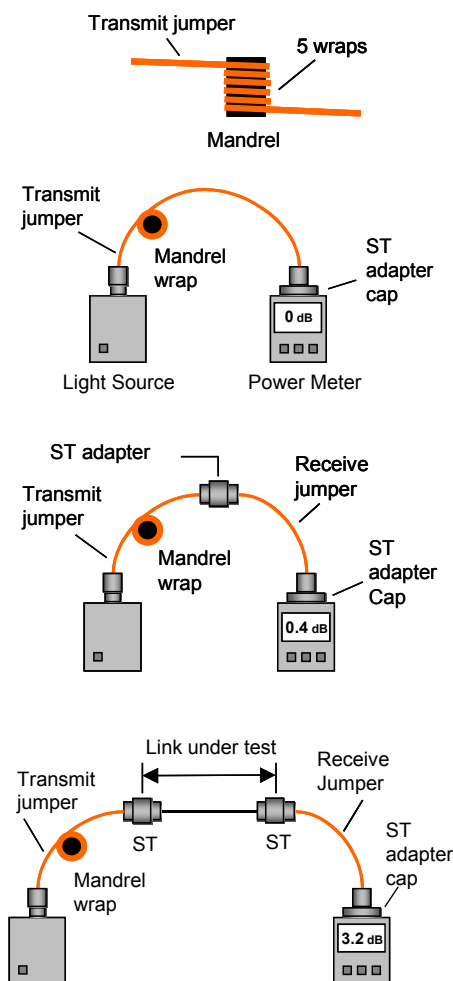 Transmit jumper
5 wraps
Mandrel
Transmit
jumper
Mandrel
wrap
ST
adapter
cap
0 dB
Light Source
Power Meter
ST adapter
Transmit
jumper
Receive
jumper
Mandrel
wrap
ST
adapter
Cap
0.4 dB
Link under test
Transmit
jumper
Receive
Jumper
ST
ST
Mandrel
wrap
ST
adapter
cap
3.2 dB